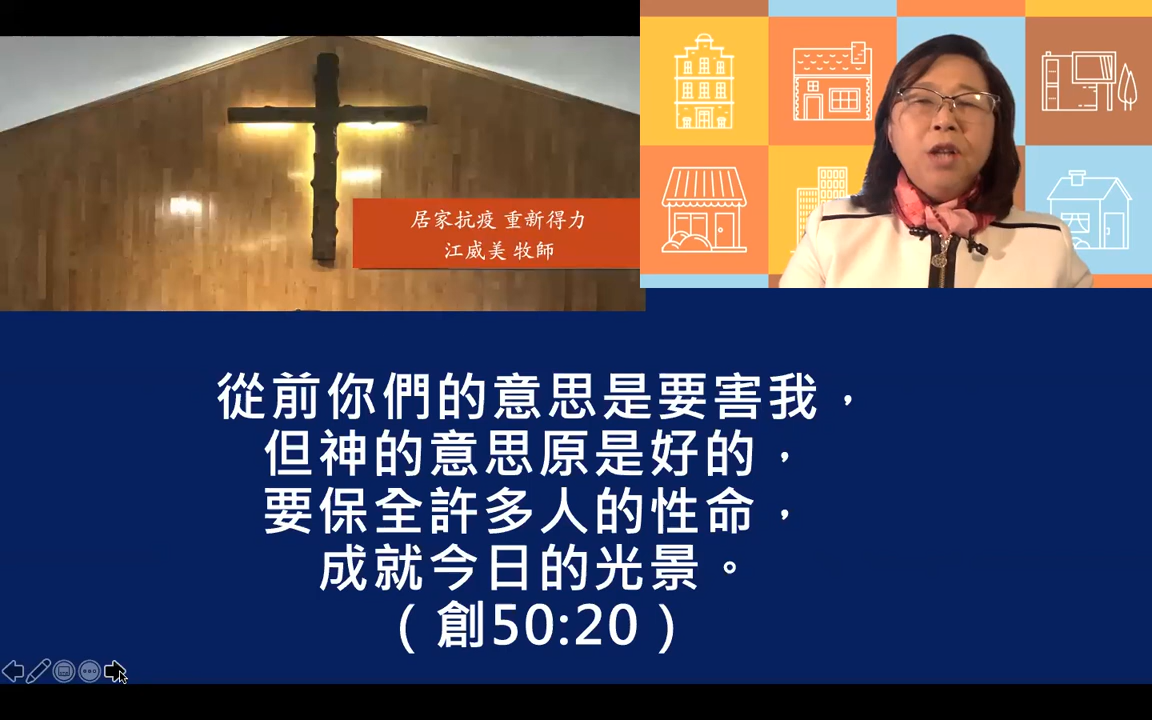 居家抗疫 重新得力
江威美 牧師
從前你們的意思是要害我，
但神的意思原是好的，
要保全許多人的性命，
成就今日的光景。
（創50:20）